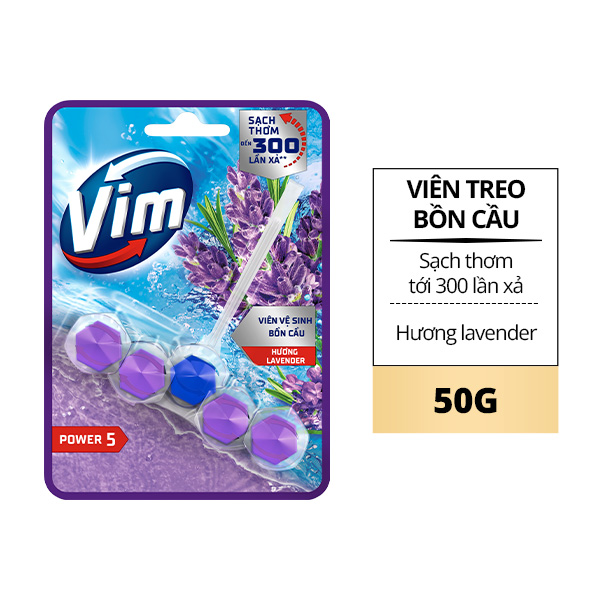 SẠCH
THƠM
ĐẾN 300
LẦN XẢ**
Vim
VIÊN VỆ SINH
BỒN CẦU
HƯƠNG
LAVENDER
POWER 5
VIÊN TREO
BỒN CẦU
Sạch thơm
tới 300 lần xả
Hương lavender
50G